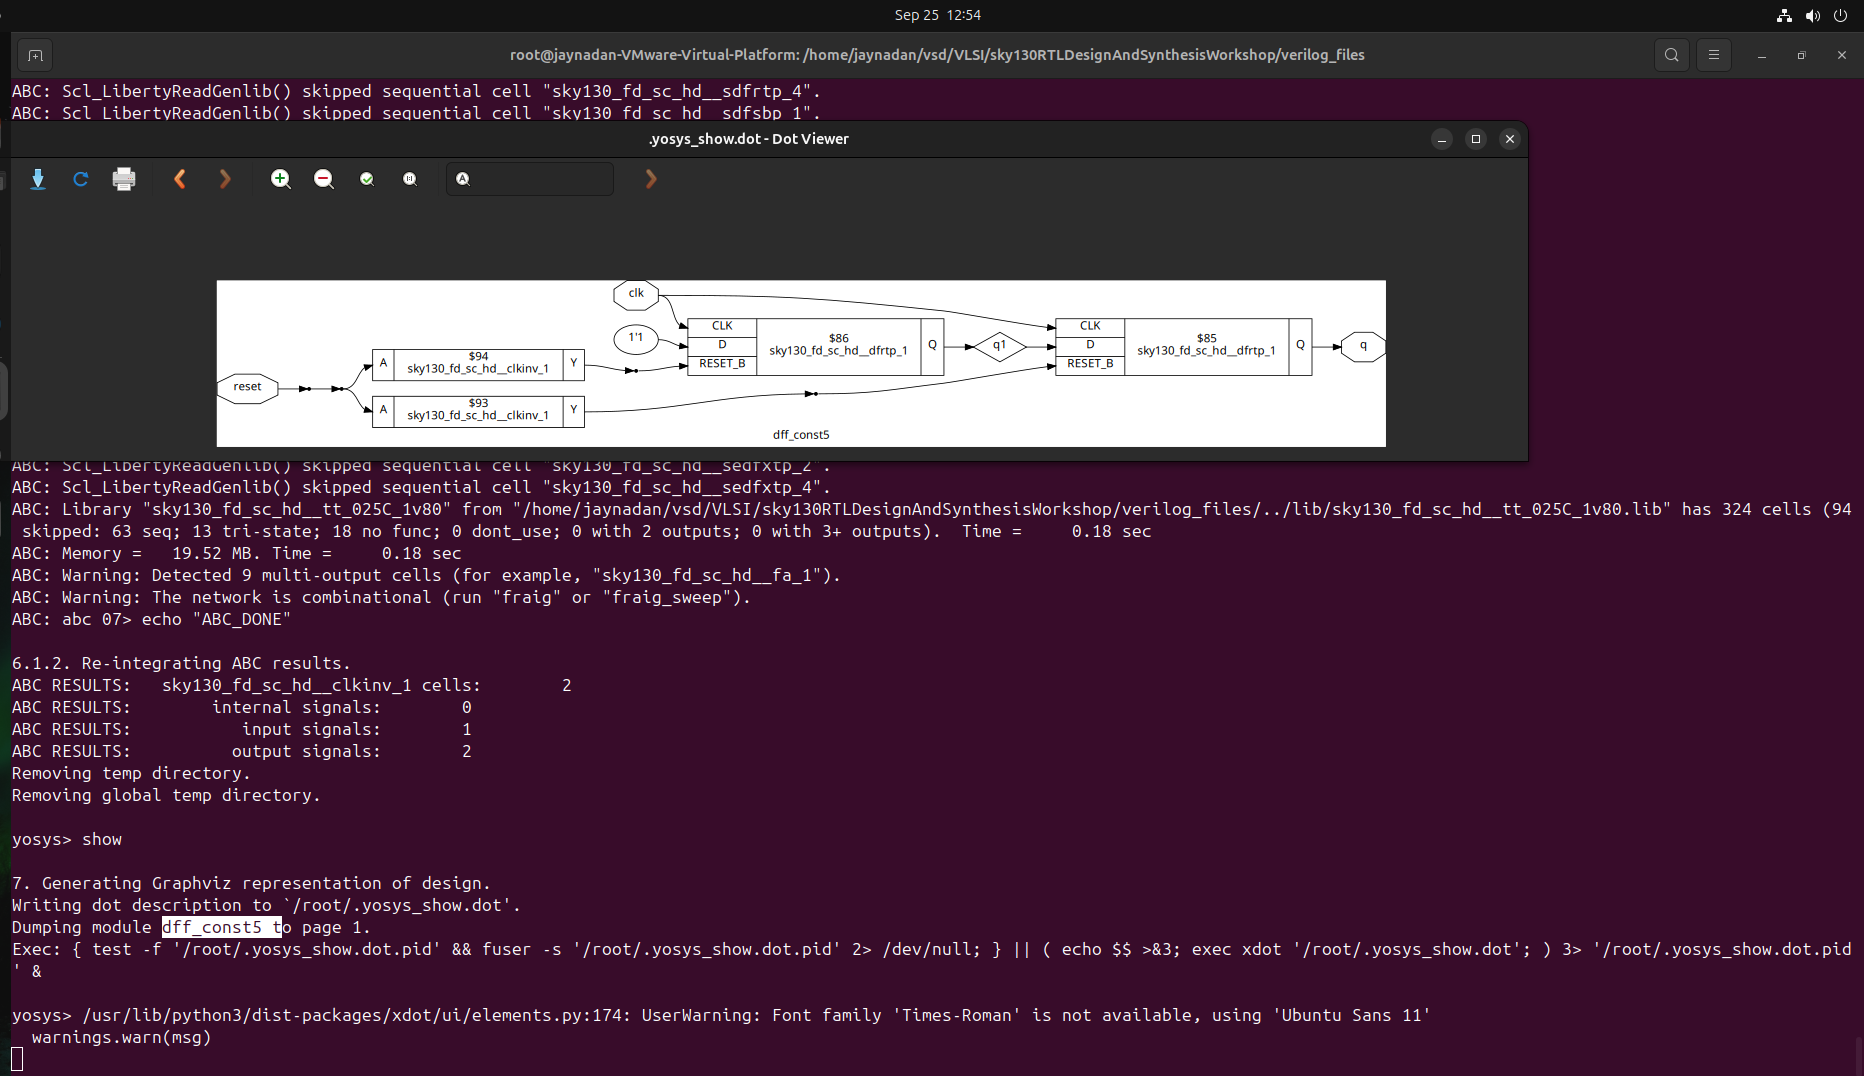 Sep 25 12:54
root@jaynadan-VMware-Virtual-Platform: /home/jaynadan/vsd/VLSI/sky130RTLDesignAndSynthesisWorkshop/verilog_files
ABC: Scl_LibertyReadGenlib() skipped sequential cell "sky130_fd_sc_hd__sdfrtp_4".
ABC: Scl_LibertyReadGenlib() skipped sequential cell "sky130_fd_sc_hd__sdfsbp_1".
.yosys_show.dot - Dot Viewer
clk
1'1
CLK
D
RESET_B
$86
sky130_fd_sc_hd__dfrtp_1
Q
q1
CLK
D
RESET_B
$85
sky130_fd_sc_hd__dfrtp_1
Q
q
reset
A
$94
sky130_fd_sc_hd__clkinv_1
Y
A
$93
sky130_fd_sc_hd__clkinv_1
Y
dff_const5
ABC: Scl_LibertyReadGenlib() skipped sequential cell "sky130_fd_sc_hd__sedfxtp_2".
ABC: Scl_LibertyReadGenlib() skipped sequential cell "sky130_fd_sc_hd__sedfxtp_4".
ABC: Library "sky130_fd_sc_hd__tt_025C_1v80" from "/home/jaynadan/vsd/VLSI/sky130RTLDesignAndSynthesisWorkshop/verilog_files/../lib/sky130_fd_sc_hd__tt_025C_1v80.lib" has 324 cells (94
skipped: 63 seq; 13 tri-state; 18 no func; 0 dont_use; 0 with 2 outputs; 0 with 3+ outputs).  Time =     0.18 sec
ABC: Memory =   19.52 MB. Time =     0.18 sec
ABC: Warning: Detected 9 multi-output cells (for example, "sky130_fd_sc_hd__fa_1").
ABC: Warning: The network is combinational (run "fraig" or "fraig_sweep").
ABC: abc 07> echo "ABC_DONE"
6.1.2. Re-integrating ABC results.
ABC RESULTS:   sky130_fd_sc_hd__clkinv_1 cells:        2
ABC RESULTS:        internal signals:        0
ABC RESULTS:           input signals:        1
ABC RESULTS:          output signals:        2
Removing temp directory.
Removing global temp directory.
yosys> show
7. Generating Graphviz representation of design.
Writing dot description to `/root/.yosys_show.dot'.
Dumping module dff_const5 to page 1.
Exec: { test -f '/root/.yosys_show.dot.pid' && fuser -s '/root/.yosys_show.dot.pid' 2> /dev/null; } || ( echo $$ >&3; exec xdot '/root/.yosys_show.dot'; ) 3> '/root/.yosys_show.dot.pid
' &
yosys> /usr/lib/python3/dist-packages/xdot/ui/elements.py:174: UserWarning: Font family 'Times-Roman' is not available, using 'Ubuntu Sans 11'
warnings.warn(msg)